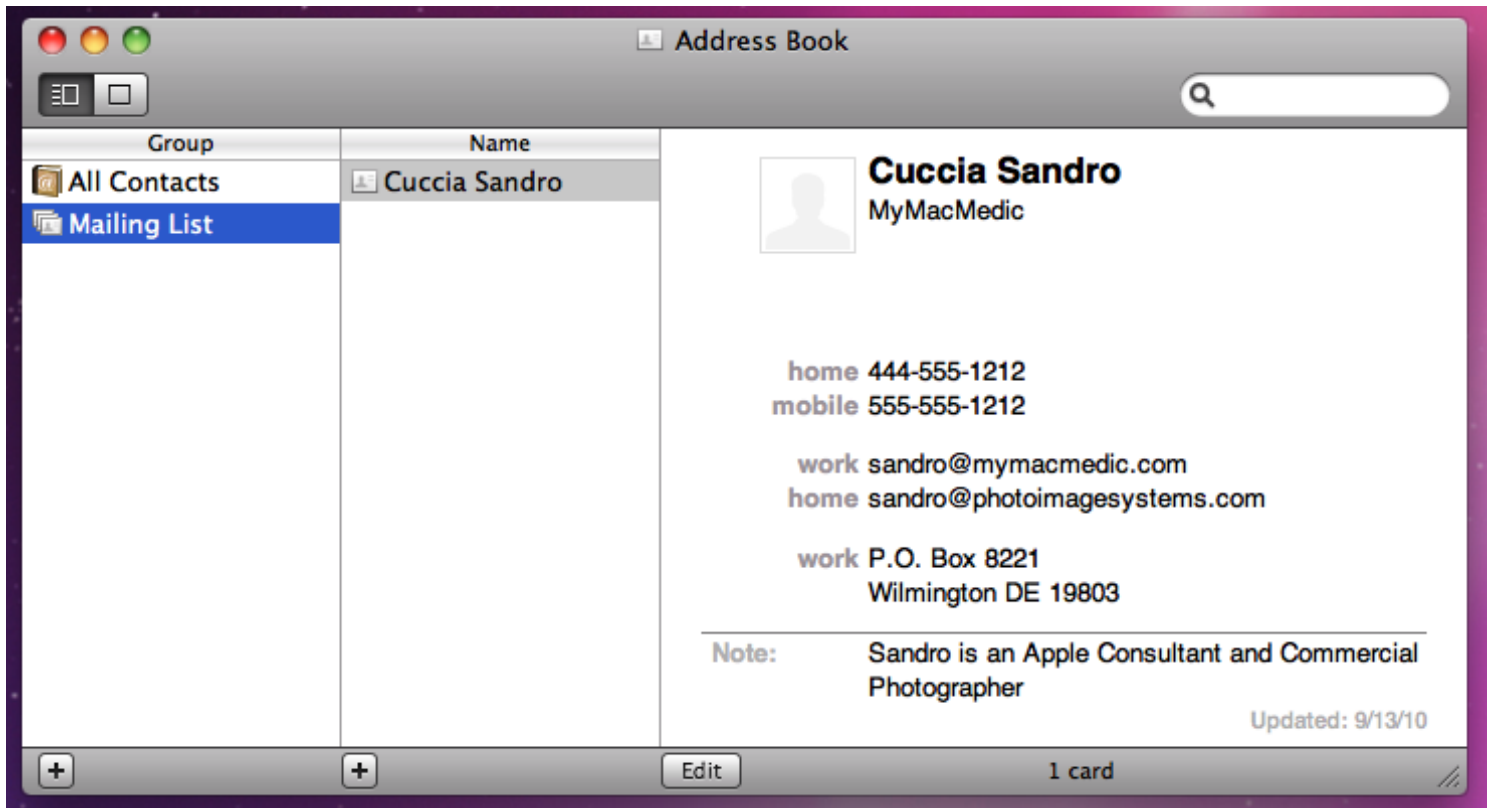 Address Book
Group
Name
All Contacts
Mailing List
Cuccia Sandro
Cuccia Sandro
MyMacMedic
home 444-555-1212
mobile 555-555-1212
work sandro@mymacmedic.com
home sandro@photoimagesystems.com
work P.O. Box 8221
Wilmington DE 19803
Note: Sandro is an Apple Consultant and Commercial
Photographer
Updated: 9/13/10
Edit
1 card